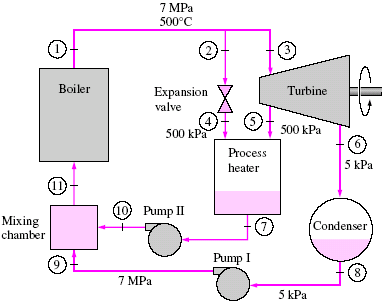 7 MPa
500°C
1
2
3
Boiler
Expansion
valve
Turbine
4
500 kPa
5
500 kPa
6
5 kPa
Process
heater
11
10
Pump II
7
Mixing
chamber
Condenser
9
7 MPa
Pump I
5 kPa
8